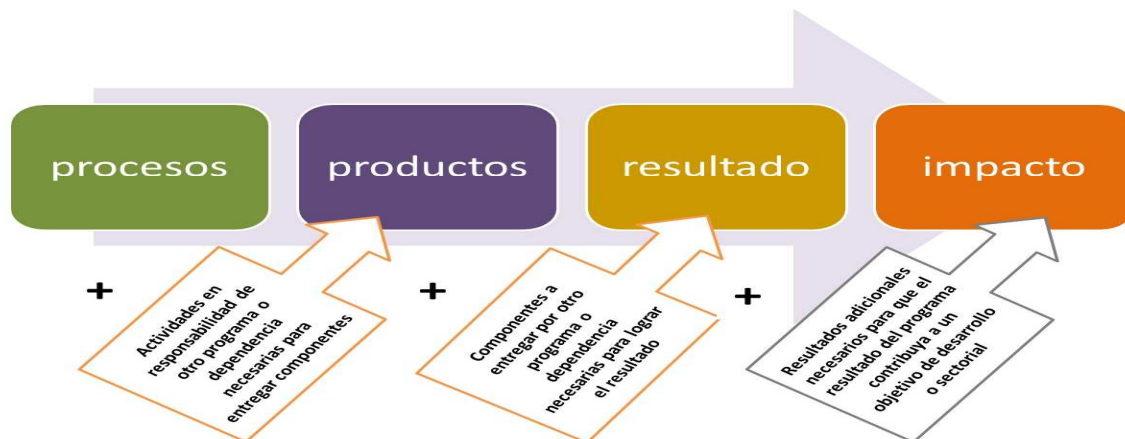 procesos
productos
resultado
impacto
+
Actividades en
responsabilidad de
otro programa o
dependencia
necesarias para
entregar componentes
+
Componentes a
entregar por otro
programa o
dependencia
necesarias para lograr
el resultado
+
Resultados adicionales
necesarios para que el
resultado del programa
contribuya a un
objetivo de desarrollo
o sectorial